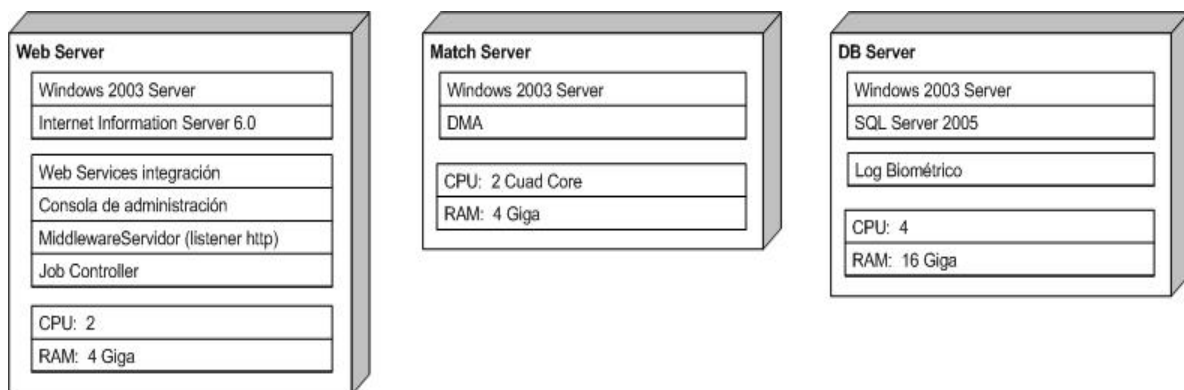 Web Server
Windows 2003 Server
Internet Information Server 6.0
Web Services integración
Consola de administración
MiddlewareServidor (listener http)
Job Controller
CPU: 2
RAM: 4 Giga
Match Server
Windows 2003 Server
DMA
CPU: 2 Cuad Core
RAM: 4 Giga
DB Server
Windows 2003 Server
SQL Server 2005
Log Biométrico
CPU: 4
RAM: 16 Giga